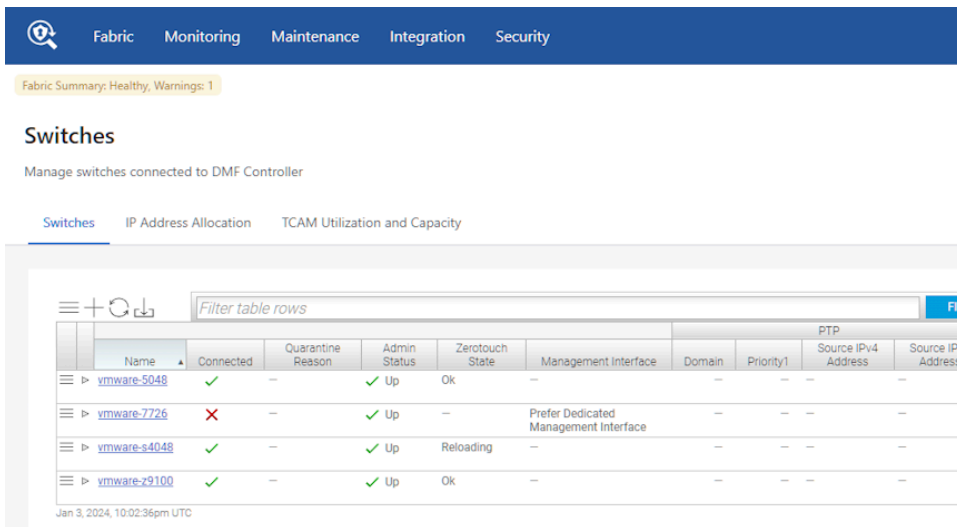 Fabric Monitoring Maintenance Integration Security
Fabric Summary: Healthy, Warnings: 1
Switches
Manage switches connected to DMF Controller
Switches IP Address Allocation TCAM Utilization and Capacity
Filter table rows
PTP
Name Connected Quarantine Reason Admin Status Zerotouch State Management Interface Domain Priority1 Source IPv4 Address Source
vmware-5048 – Up Ok – – – – –
vmware-7726 – Up – Prefer Dedicated Management Interface – – – –
vmware-s4048 – Up Reloading – – – – –
vmware-z9100 – Up Ok – – – – –
Jan 3, 2024, 10:02:36pm UTC